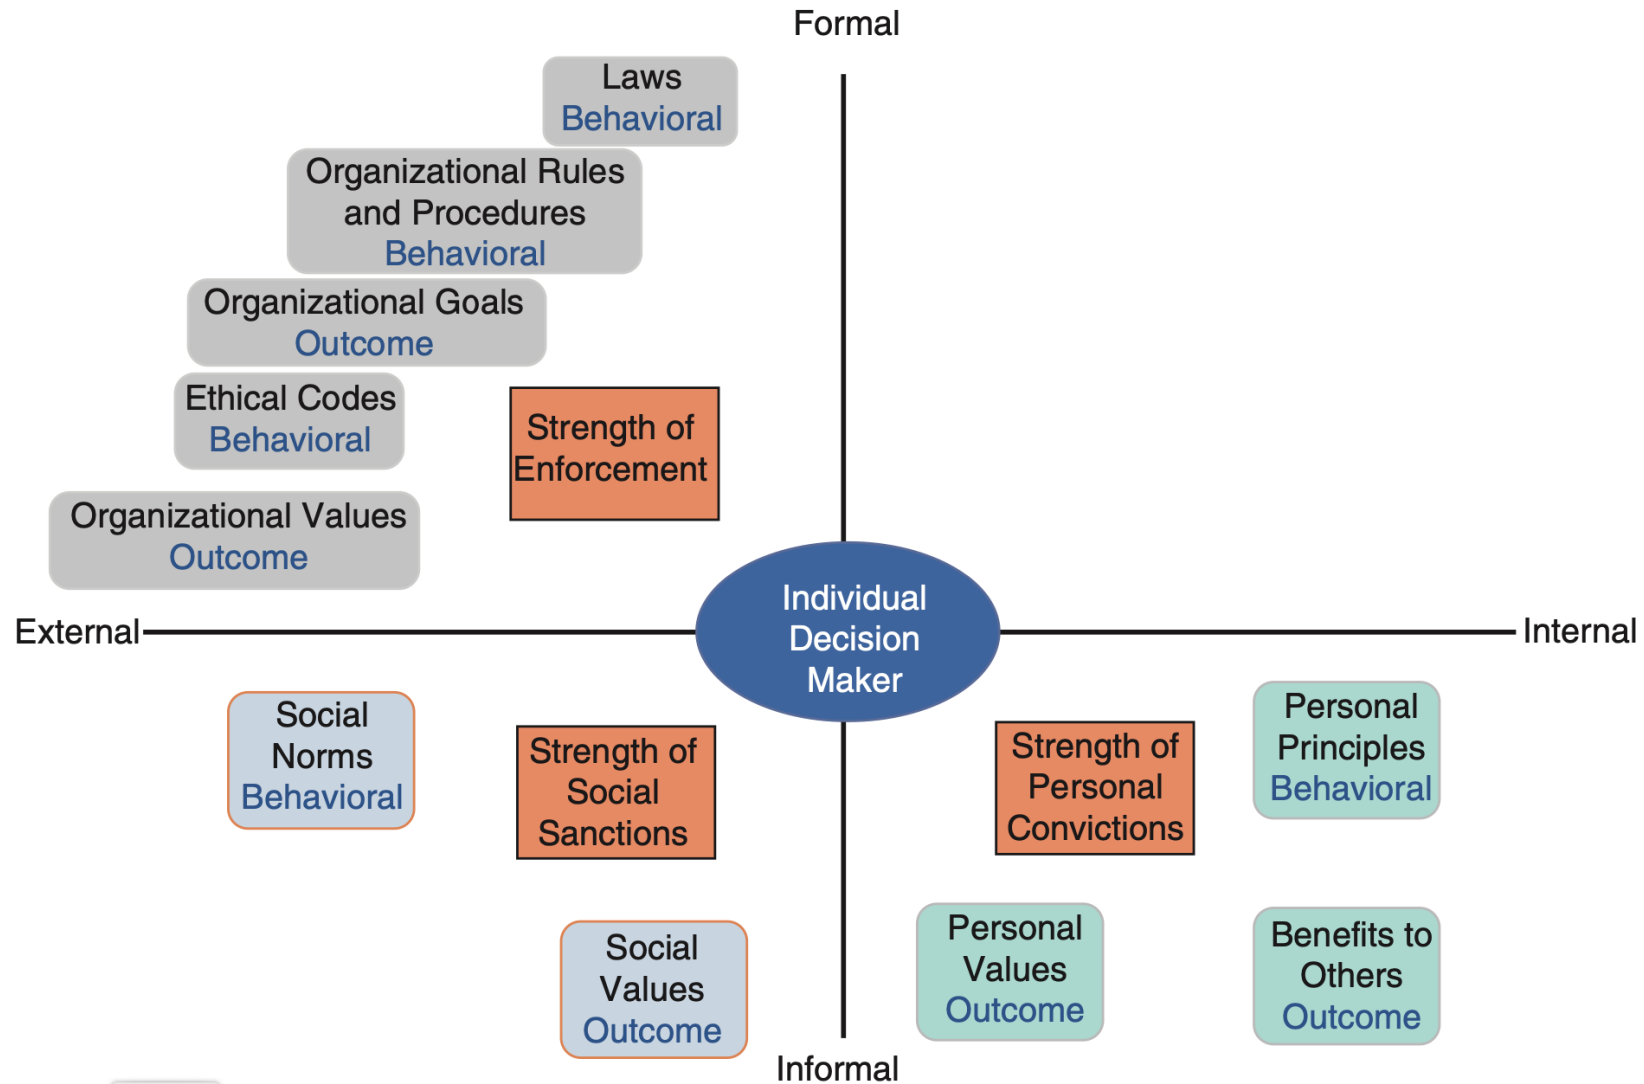 Formal
Laws
Behavioral
Organizational Rules
and Procedures
Behavioral
Organizational Goals
Outcome
Ethical Codes
Behavioral
Strength of
Enforcement
Organizational Values
Outcome
Individual
Decision
Maker
External
Internal
Social
Norms
Behavioral
Strength of
Social
Sanctions
Strength of
Personal
Convictions
Personal
Principles
Behavioral
Social
Values
Outcome
Personal
Values
Outcome
Benefits to
Others
Outcome
Informal